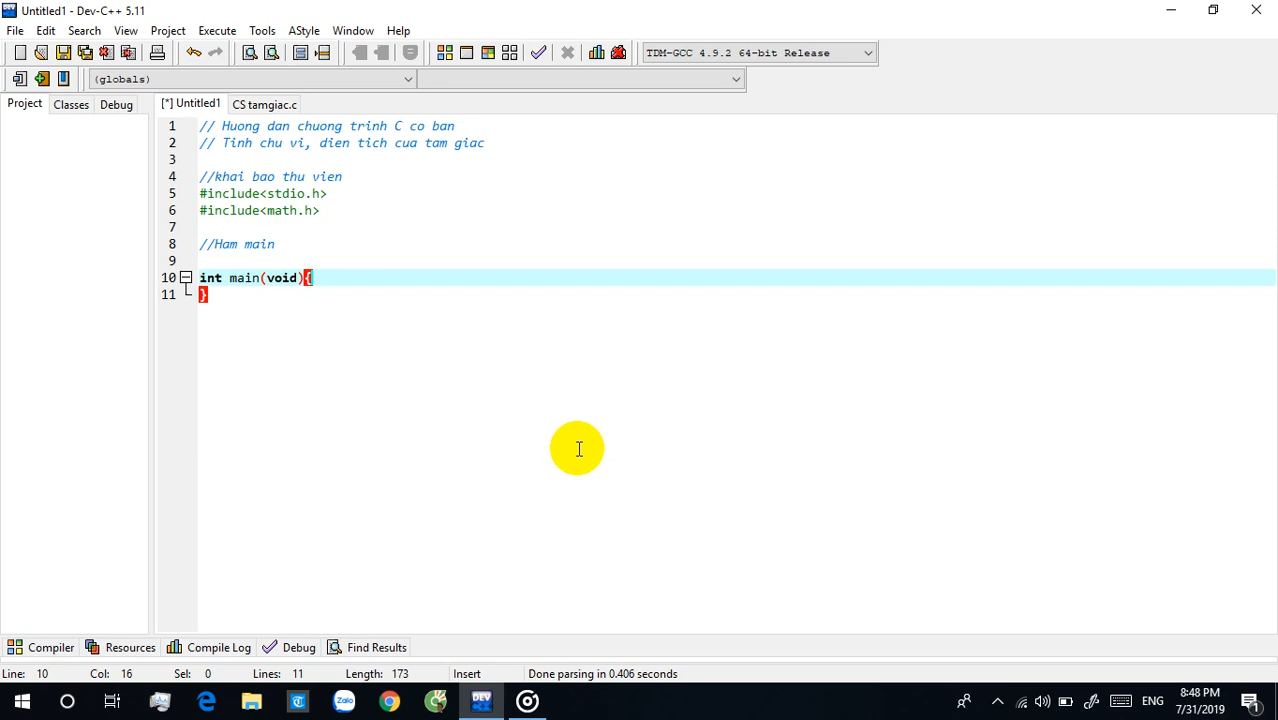 Untitled1 - Dev-C++ 5.11
File Edit Search View Project Execute Tools AStyle Window Help
TDM-GCC 4.9.2 64-bit Release
(globals)
Project Classes Debug [*] Untitled1 CS tamgiac.c
1 // Huong dan chuong trinh C co ban
2 // Tinh chu vi, dien tich cua tam giac
3
4 //khai bao thu vien
5 #include<stdio.h>
6 #include<math.h>
7
8 //Ham main
9
10 int main(void){
11 }
Compiler Resources Compile Log Debug Find Results
Line: 10 Col: 16 Sel: 0 Lines: 11 Length: 173 Insert Done parsing in 0.406 seconds
DEV
Zalo
ENG
8:48 PM
7/31/2019
1